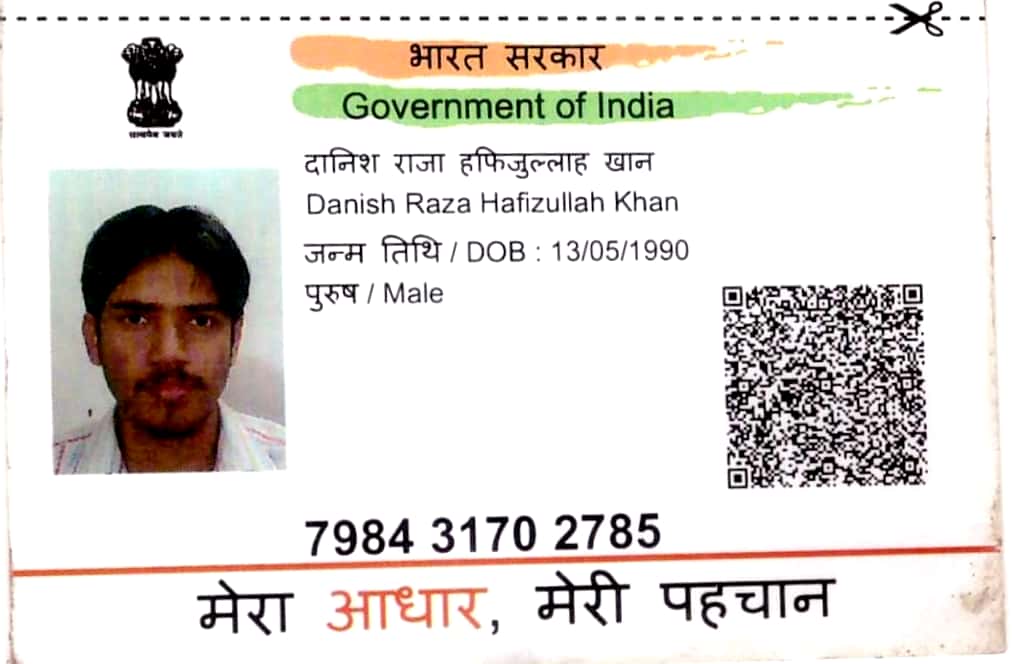 भारत सरकार
Government of India
सत्यमेव जयते
दानिश राजा हफिजुल्लाह खान
Danish Raza Hafizullah Khan
जन्म तिथि / DOB : 13/05/1990
पुरुष / Male
7984 3170 2785
मेरा आधार, मेरी पहचान